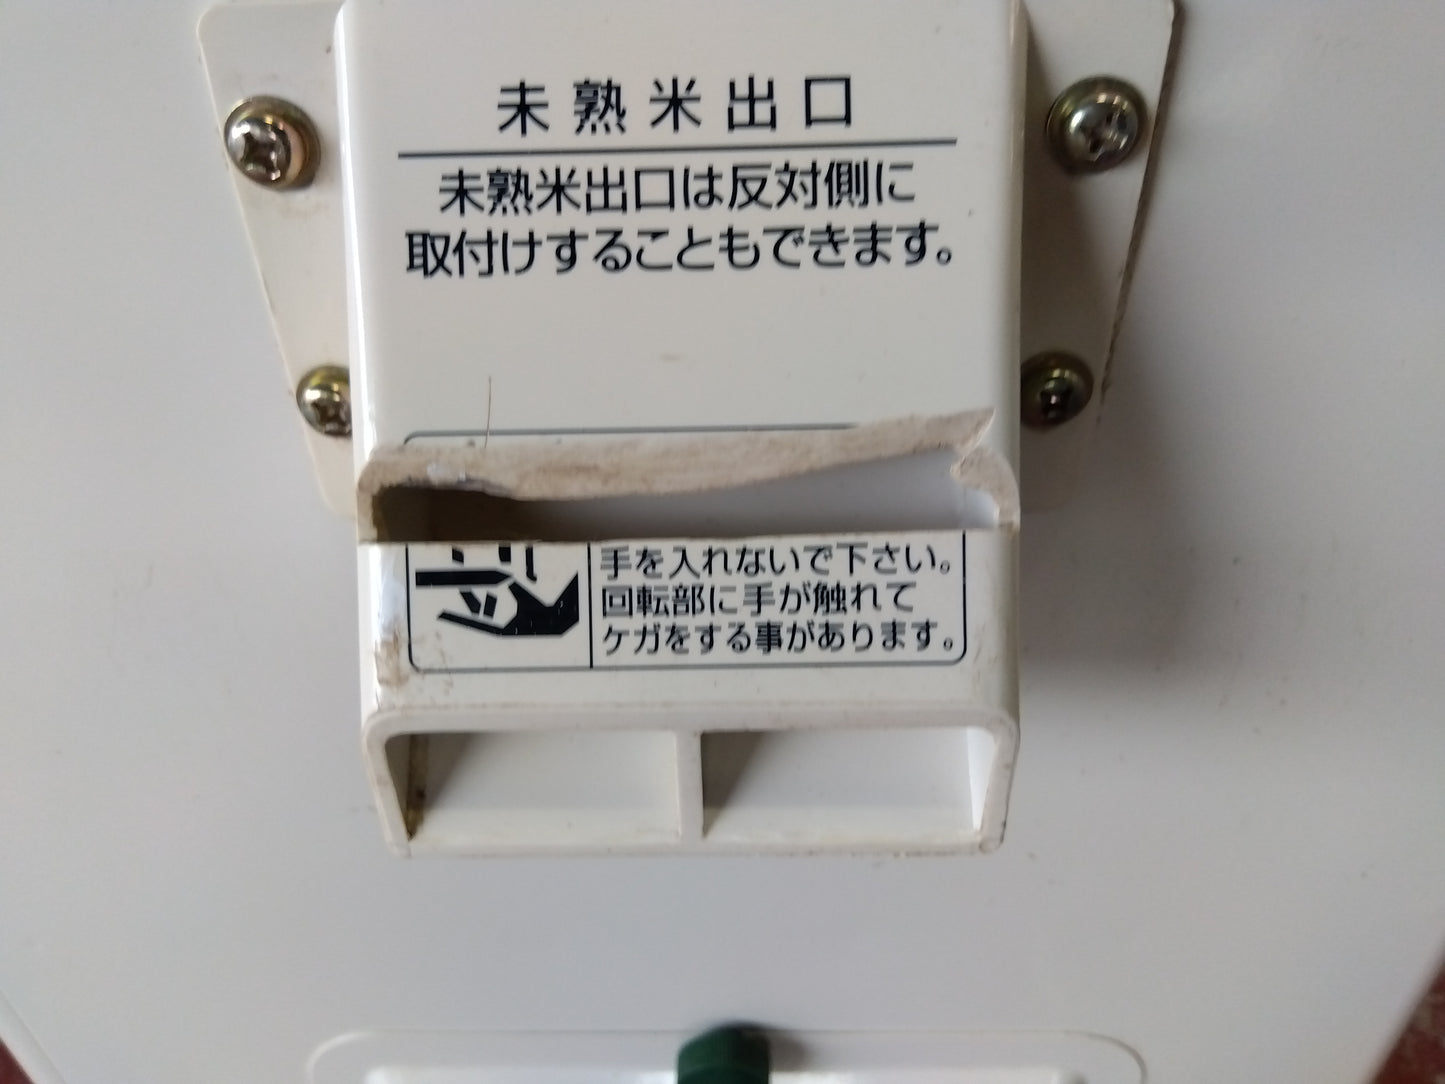 未熟米出口
未熟米出口は反対側に
取付けすることもできます。
手を入れないで下さい。
回転部に手が触れて
ケガをする事があります。